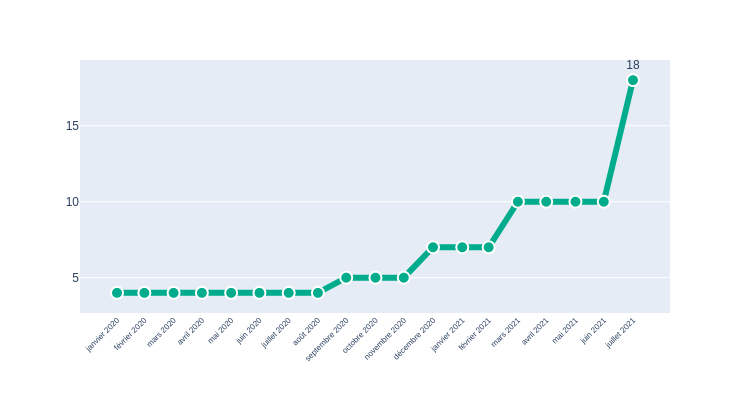 18
15
10
5
janvier 2020
février 2020
mars 2020
avril 2020
mai 2020
juin 2020
juillet 2020
août 2020
septembre 2020
octobre 2020
novembre 2020
décembre 2020
janvier 2021
février 2021
mars 2021
avril 2021
mai 2021
juin 2021
juillet 2021